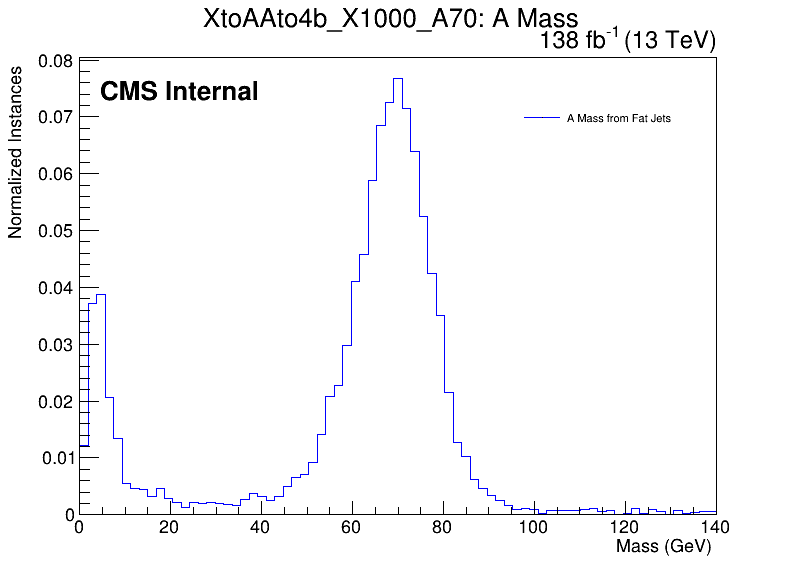 XtoAAto4b_X1000_A70: A Mass
138 fb-1 (13 TeV)
CMS Internal
A Mass from Fat Jets
Normalized Instances
0.08
0.07
0.06
0.05
0.04
0.03
0.02
0.01
0
0 20 40 60 80 100 120 140
Mass (GeV)